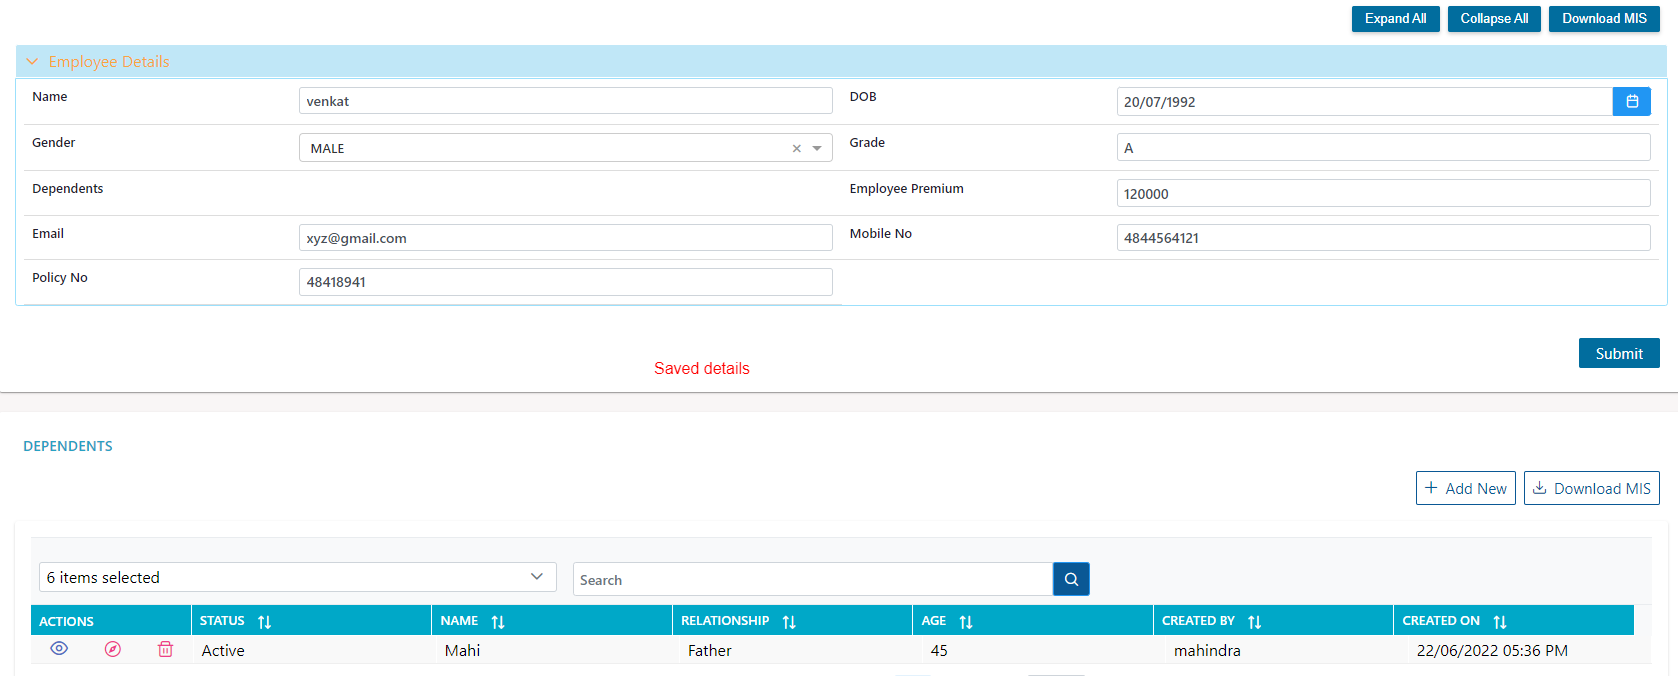 Expand All Collapse All Download MIS
Employee Details
Name venkat DOB 20/07/1992
Gender MALE Grade A
Dependents Employee Premium 120000
Email xyz@gmail.com Mobile No 4844564121
Policy No 48418941
Submit
Saved details
DEPENDENTS
Add New Download MIS
6 items selected Search
ACTIONS STATUS NAME RELATIONSHIP AGE CREATED BY CREATED ON
Active Mahi Father 45 mahindra 22/06/2022 05:36 PM